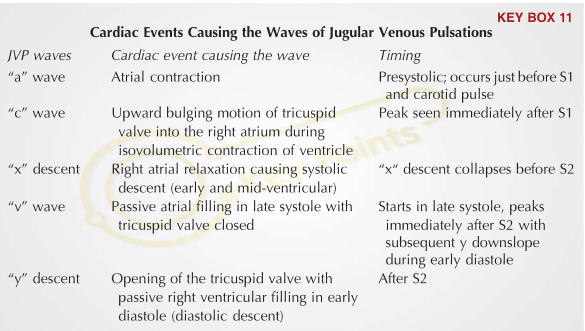 KEY BOX 11
Cardiac Events Causing the Waves of Jugular Venous Pulsations
JVP waves Cardiac event causing the wave Timing
“a” wave Atrial contraction Presystolic; occurs just before S1
and carotid pulse
“c” wave Upward bulging motion of tricuspid Peak seen immediately after S1
valve into the right atrium during
isovolumetric contraction of ventricle
“x” descent Right atrial relaxation causing systolic “x“ descent collapses before S2
descent (early and mid-ventricular)
“v” wave Passive atrial filling in late systole with Starts in late systole, peaks
tricuspid valve closed immediately after S2 with
subsequent y downslope
during early diastole
“y” descent Opening of the tricuspid valve with After S2
passive right ventricular filling in early
diastole (diastolic descent)
Key Points